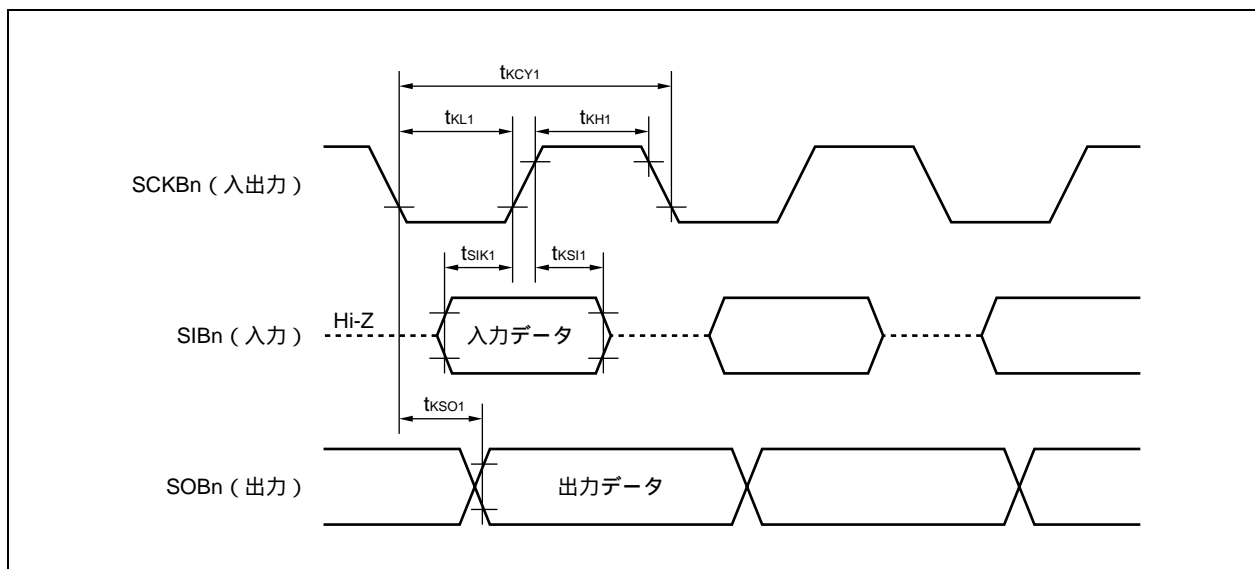 tKCY1
tKL1 tKH1
SCKBn（入出力）
tSIK1 tKSI1
SIBn（入力） Hi-Z 入力データ
tKSO1
SOBn（出力） 出力データ